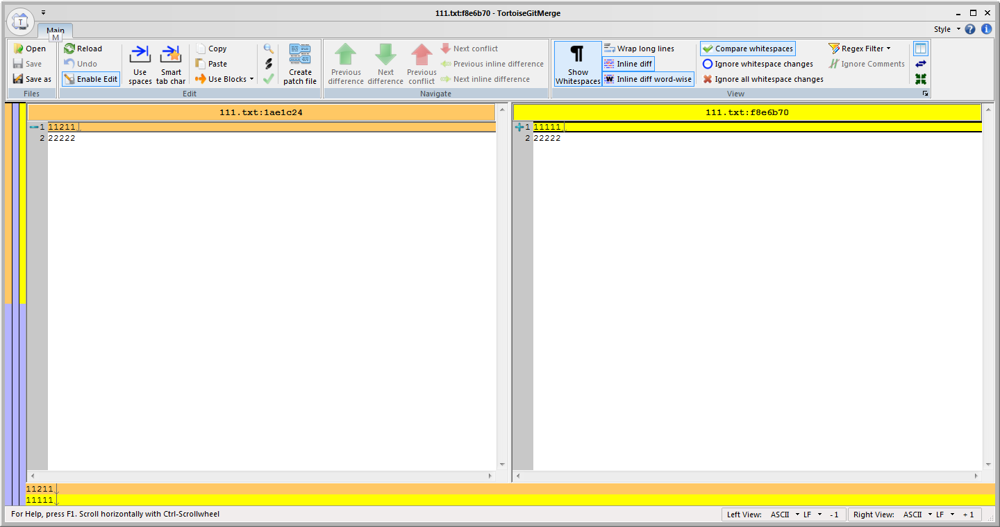 111.txt:f8e6b70 - TortoiseGitMerge
T
Main
M
Style
Open
Save
Save as
Files
Reload
Undo
Enable Edit
Use spaces
Smart tab char
Copy
Paste
Use Blocks
Create patch file
Edit
Previous difference
Next difference
Previous conflict
Next conflict
Previous inline difference
Next inline difference
Navigate
Show Whitespaces
Wrap long lines
Inline diff
Inline diff word-wise
Compare whitespaces
Ignore whitespace changes
Ignore all whitespace changes
Regex Filter
Ignore Comments
View
111.txt:1ae1c24
1 11211↓
2 22222
111.txt:f8e6b70
1 11111↓
2 22222
11211↓
11111↓
For Help, press F1. Scroll horizontally with Ctrl-Scrollwheel
Left View: ASCII LF - 1
Right View: ASCII LF + 1